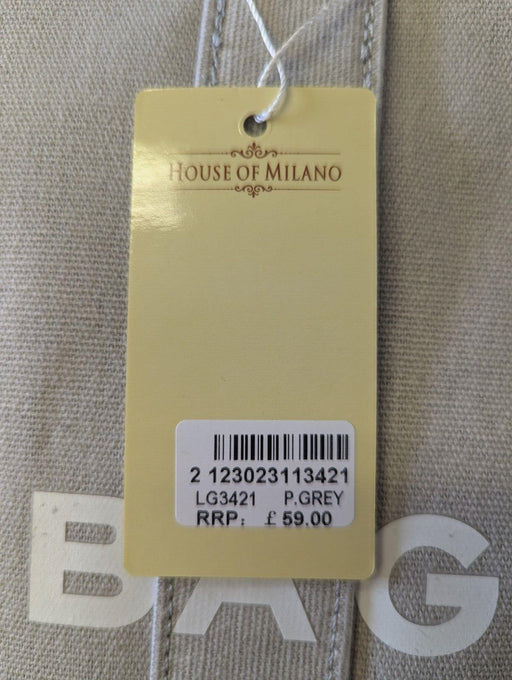 HOUSE OF MILANO
2 123023113421
LG3421 P.GREY
RRP: £ 59.00
BAG